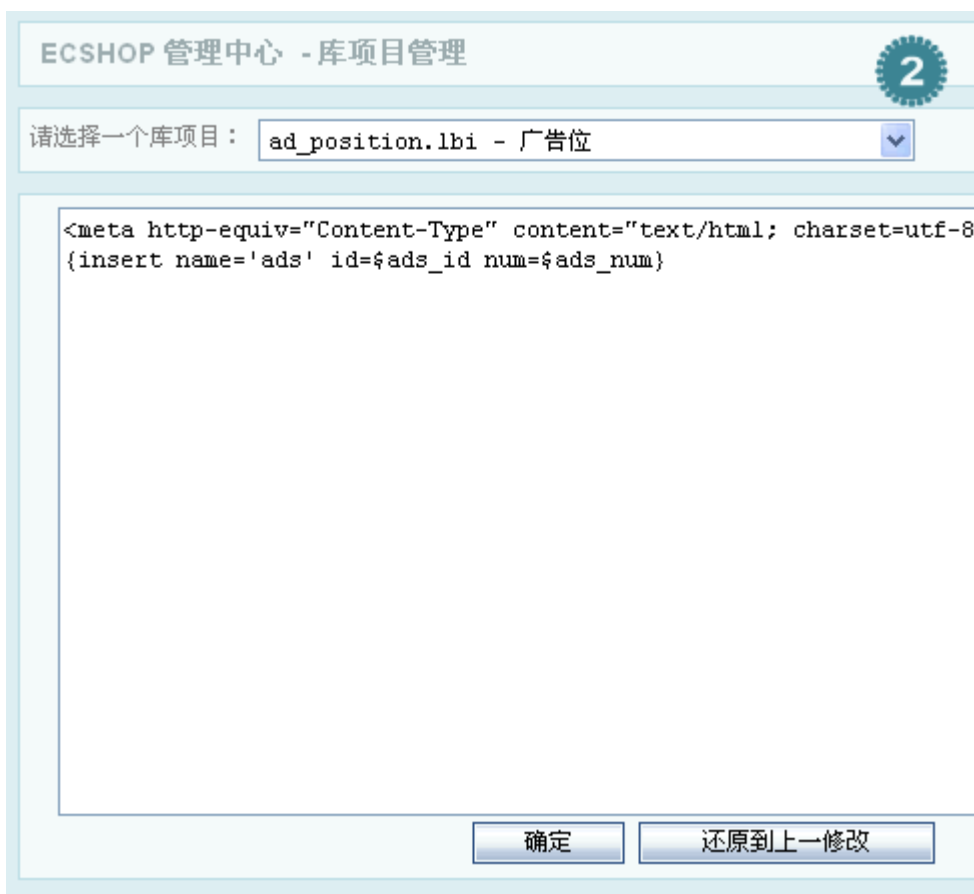 ECSHOP 管理中心 - 库项目管理
2
请选择一个库项目：
ad_position.lbi - 广告位
<meta http-equiv="Content-Type" content="text/html; charset=utf-8
{insert name='ads' id=$ads_id num=$ads_num}
确定
还原到上一修改